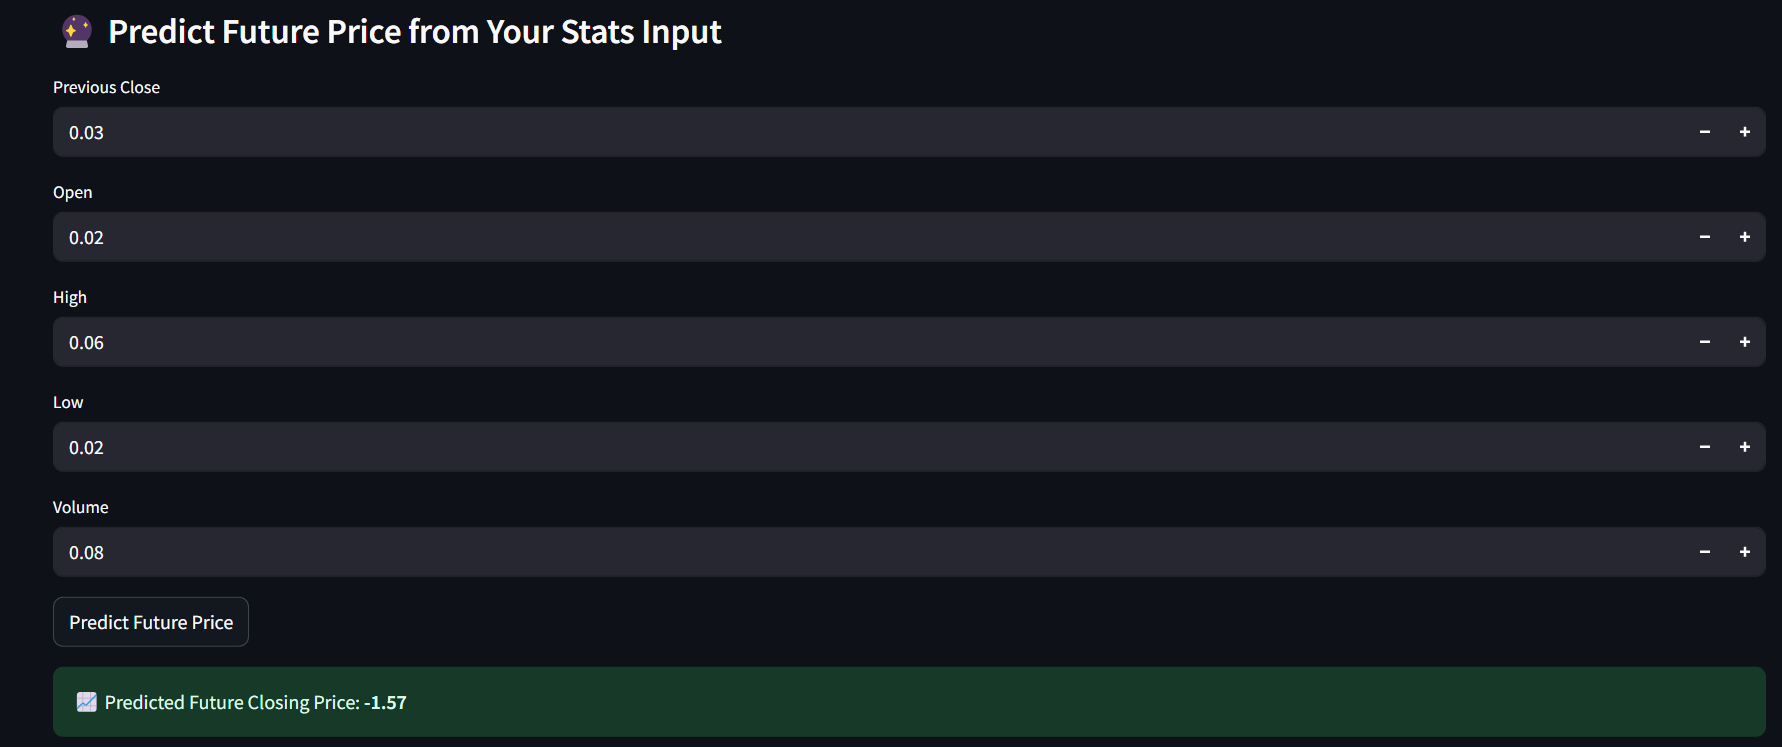 🔮 Predict Future Price from Your Stats Input
Previous Close
0.03
Open
0.02
High
0.06
Low
0.02
Volume
0.08
Predict Future Price
📈 Predicted Future Closing Price: -1.57